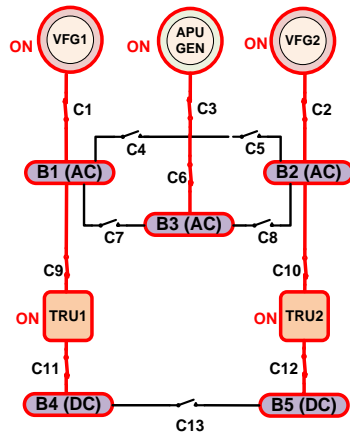 ON
VFG1
APU
GEN
ON
VFG2
ON
C1
C3
C2
C4
C5
B1 (AC)
C6
B2 (AC)
B3 (AC)
C7
C8
C9
C10
ON
TRU1
ON
TRU2
C11
C12
B4 (DC)
B5 (DC)
C13